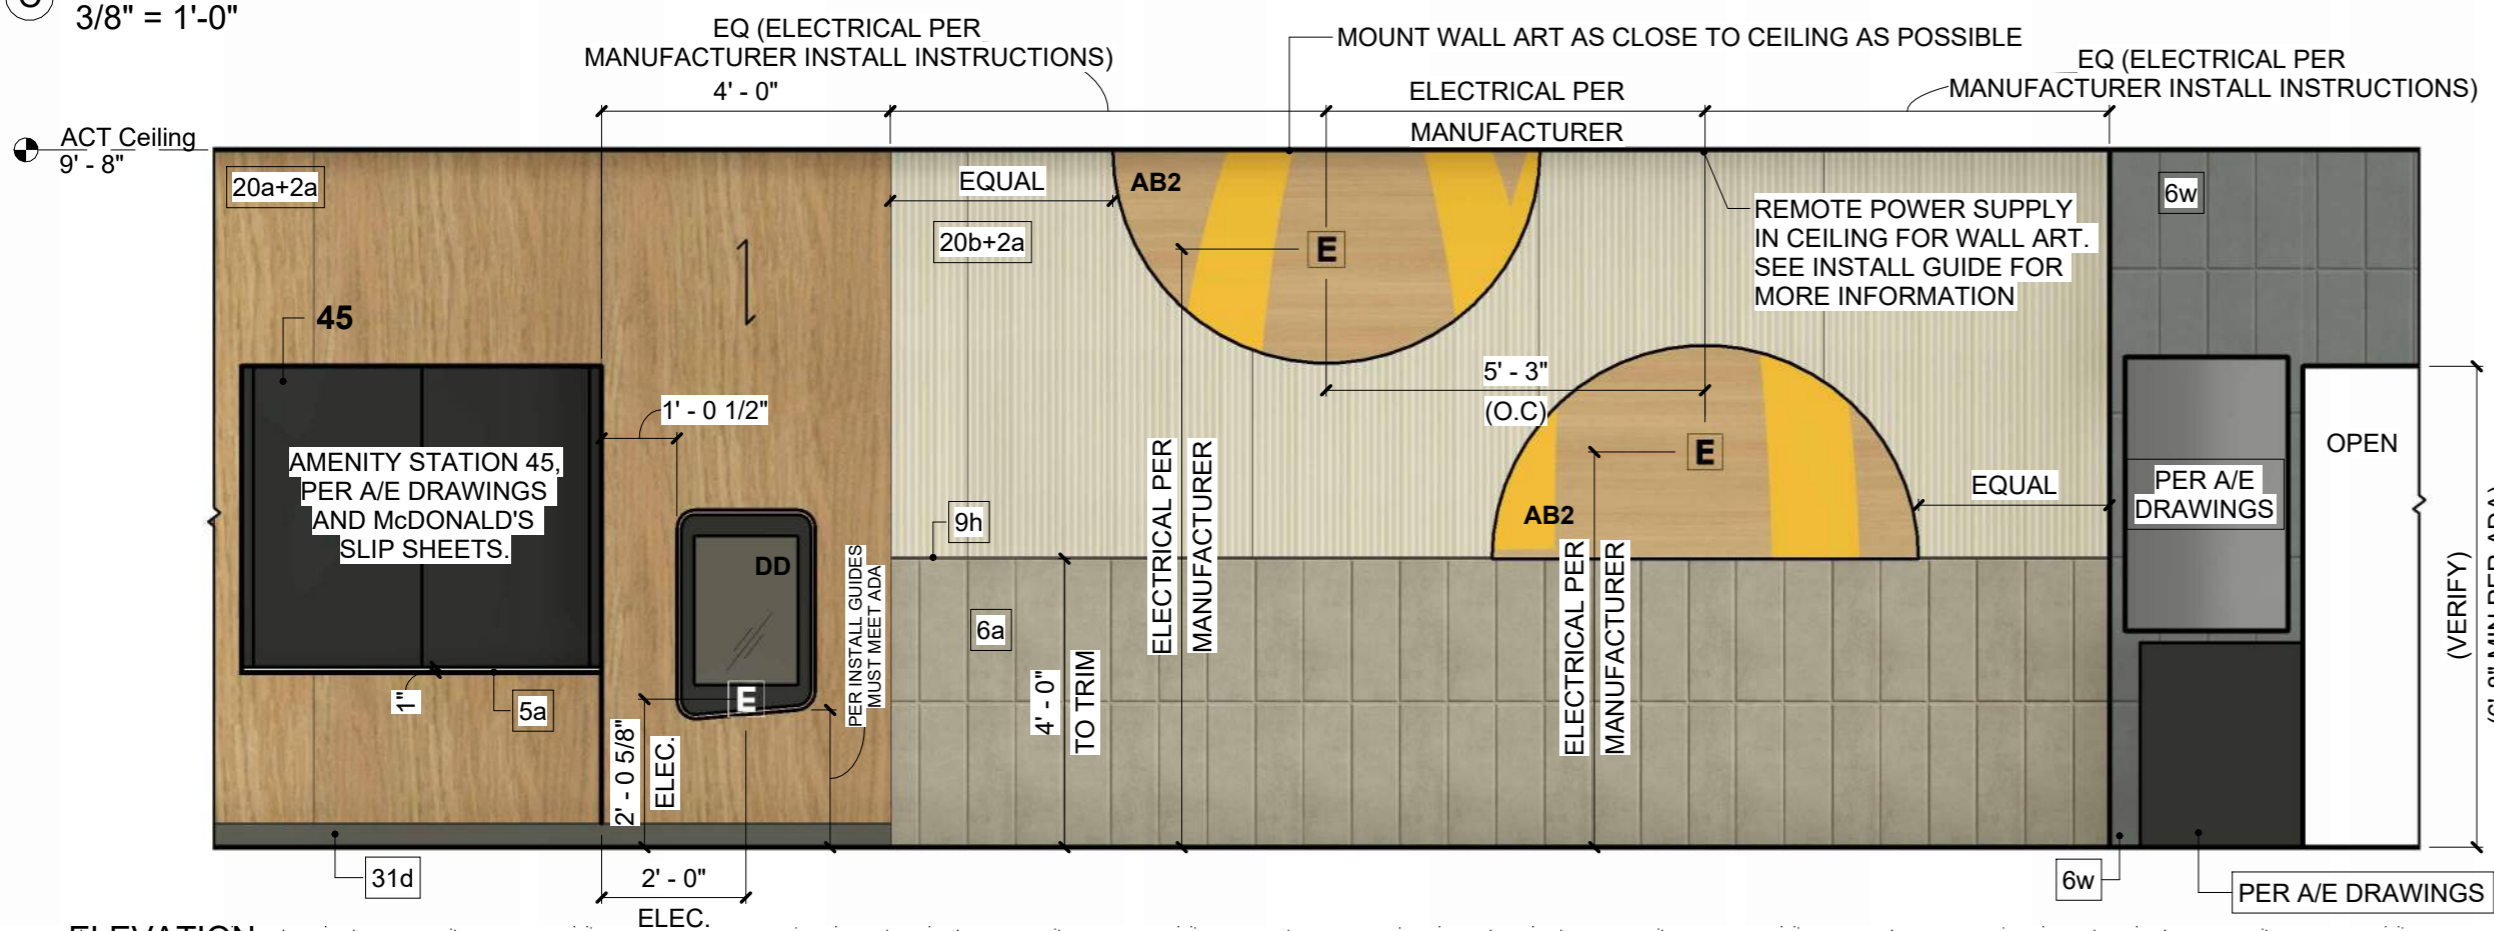 3/8" = 1'-0"
EQ (ELECTRICAL PER
MANUFACTURER INSTALL INSTRUCTIONS)
MOUNT WALL ART AS CLOSE TO CEILING AS POSSIBLE
EQ (ELECTRICAL PER
MANUFACTURER INSTALL INSTRUCTIONS)
4' - 0"
ELECTRICAL PER
MANUFACTURER
ACT Ceiling
9' - 8"
20a+2a
EQUAL
AB2
6w
20b+2a
E
REMOTE POWER SUPPLY
IN CEILING FOR WALL ART.
SEE INSTALL GUIDE FOR
MORE INFORMATION
45
5' - 3"
(O.C)
1' - 0 1/2"
AMENITY STATION 45,
PER A/E DRAWINGS
AND McDONALD'S
SLIP SHEETS.
E
OPEN
EQUAL
PER A/E
DRAWINGS
9h
AB2
DD
PER INSTALL GUIDES
MUST MEET ADA
ELECTRICAL PER
MANUFACTURER
ELECTRICAL PER
MANUFACTURER
(VERIFY)
6a
4' - 0"
TO TRIM
1"
5a
E
2' - 0 5/8"
ELEC.
31d
2' - 0"
ELEC.
6w
PER A/E DRAWINGS
ELEVATION